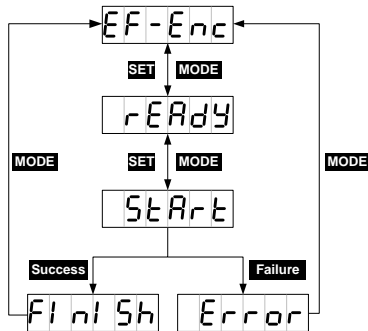 EF-Enc
SET MODE
rEAdY
MODE SET MODE MODE
StArt
Success Failure
FInISh Error